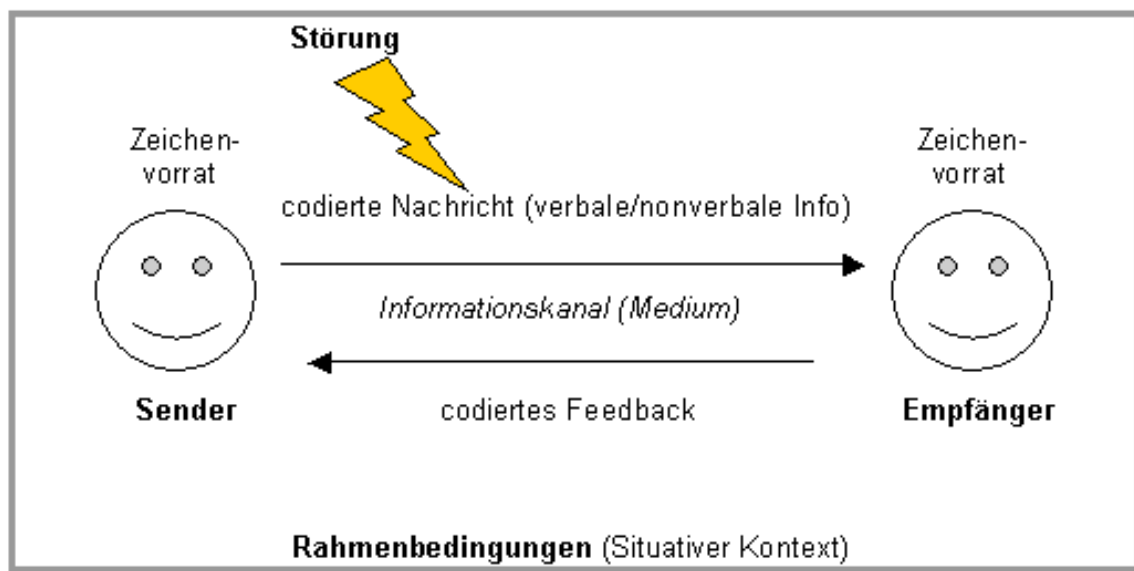 Störung
Zeichen-
vorrat
Zeichen-
vorrat
codierte Nachricht (verbale/nonverbale Info)
Informationskanal (Medium)
codiertes Feedback
Sender
Empfänger
Rahmenbedingungen (Situativer Kontext)